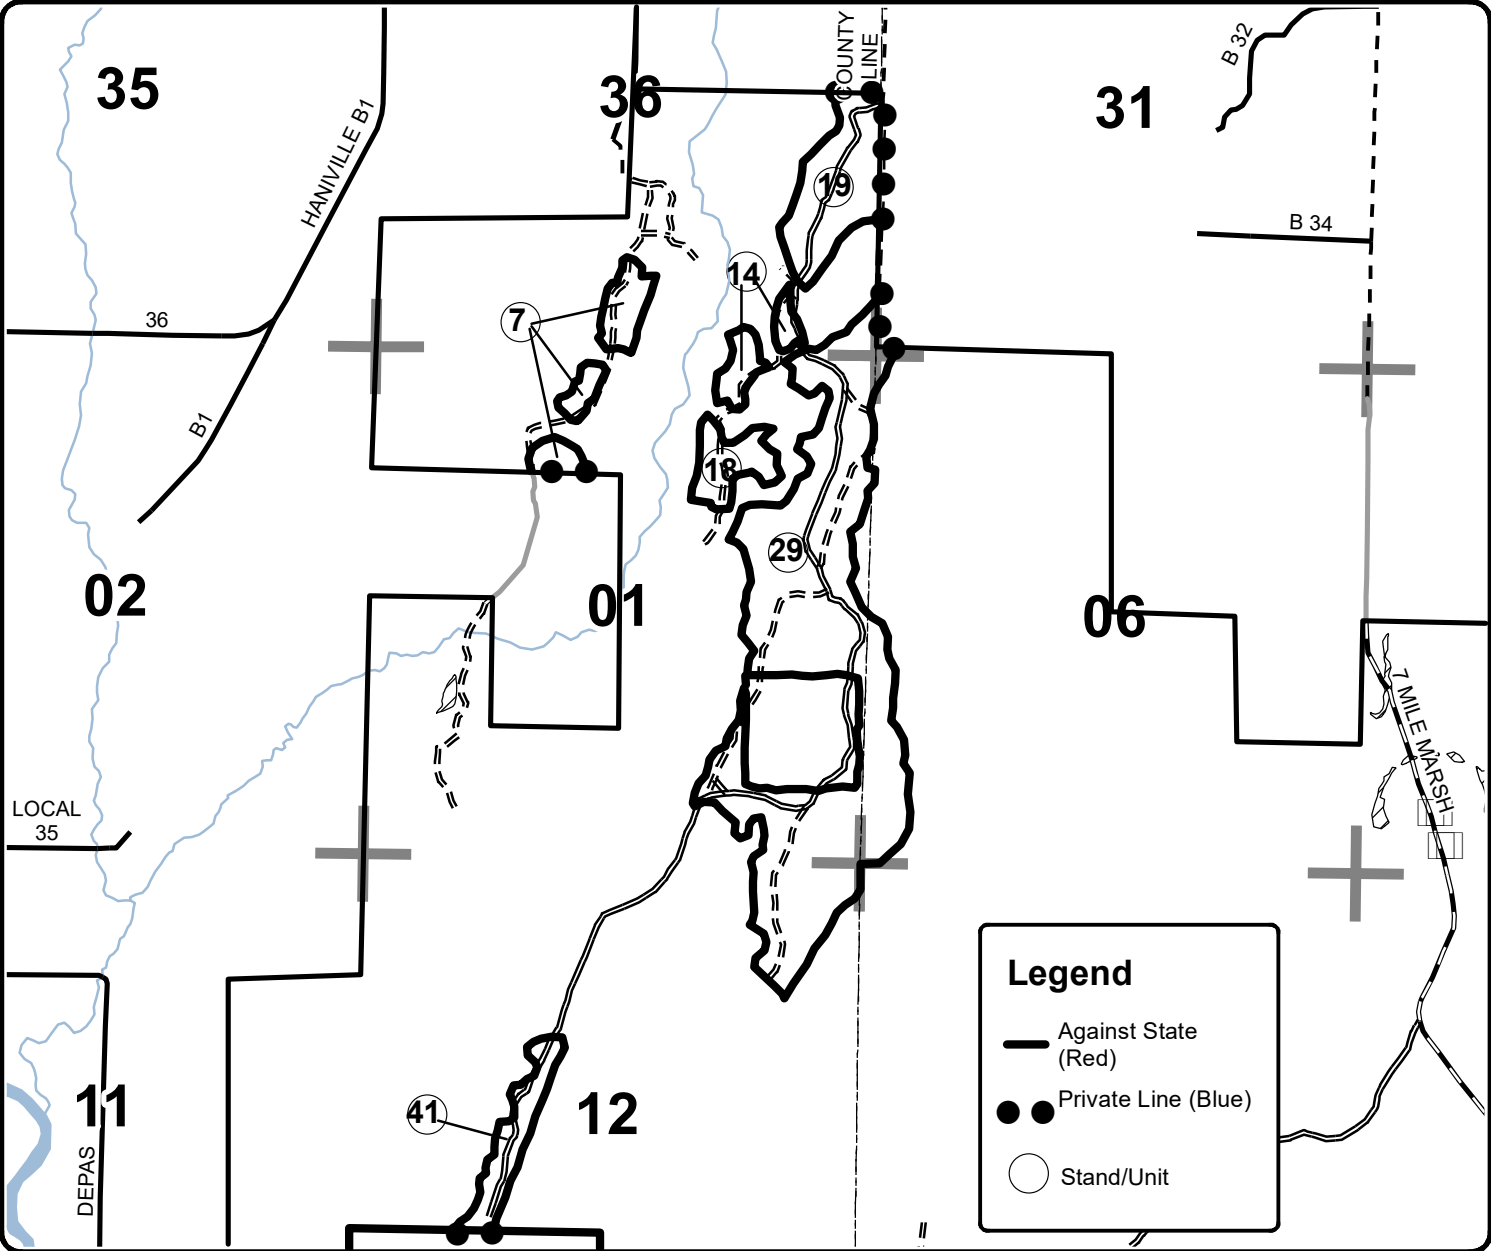 COUNTY
LINE
B 32
35
36
31
HANIVILLE B1
19
B 34
14
7
36
B1
18
29
02
01
06
7 MILE MARSH
LOCAL
35
Legend
Against State
(Red)
Private Line (Blue)
Stand/Unit
11
41
12
DEPAS